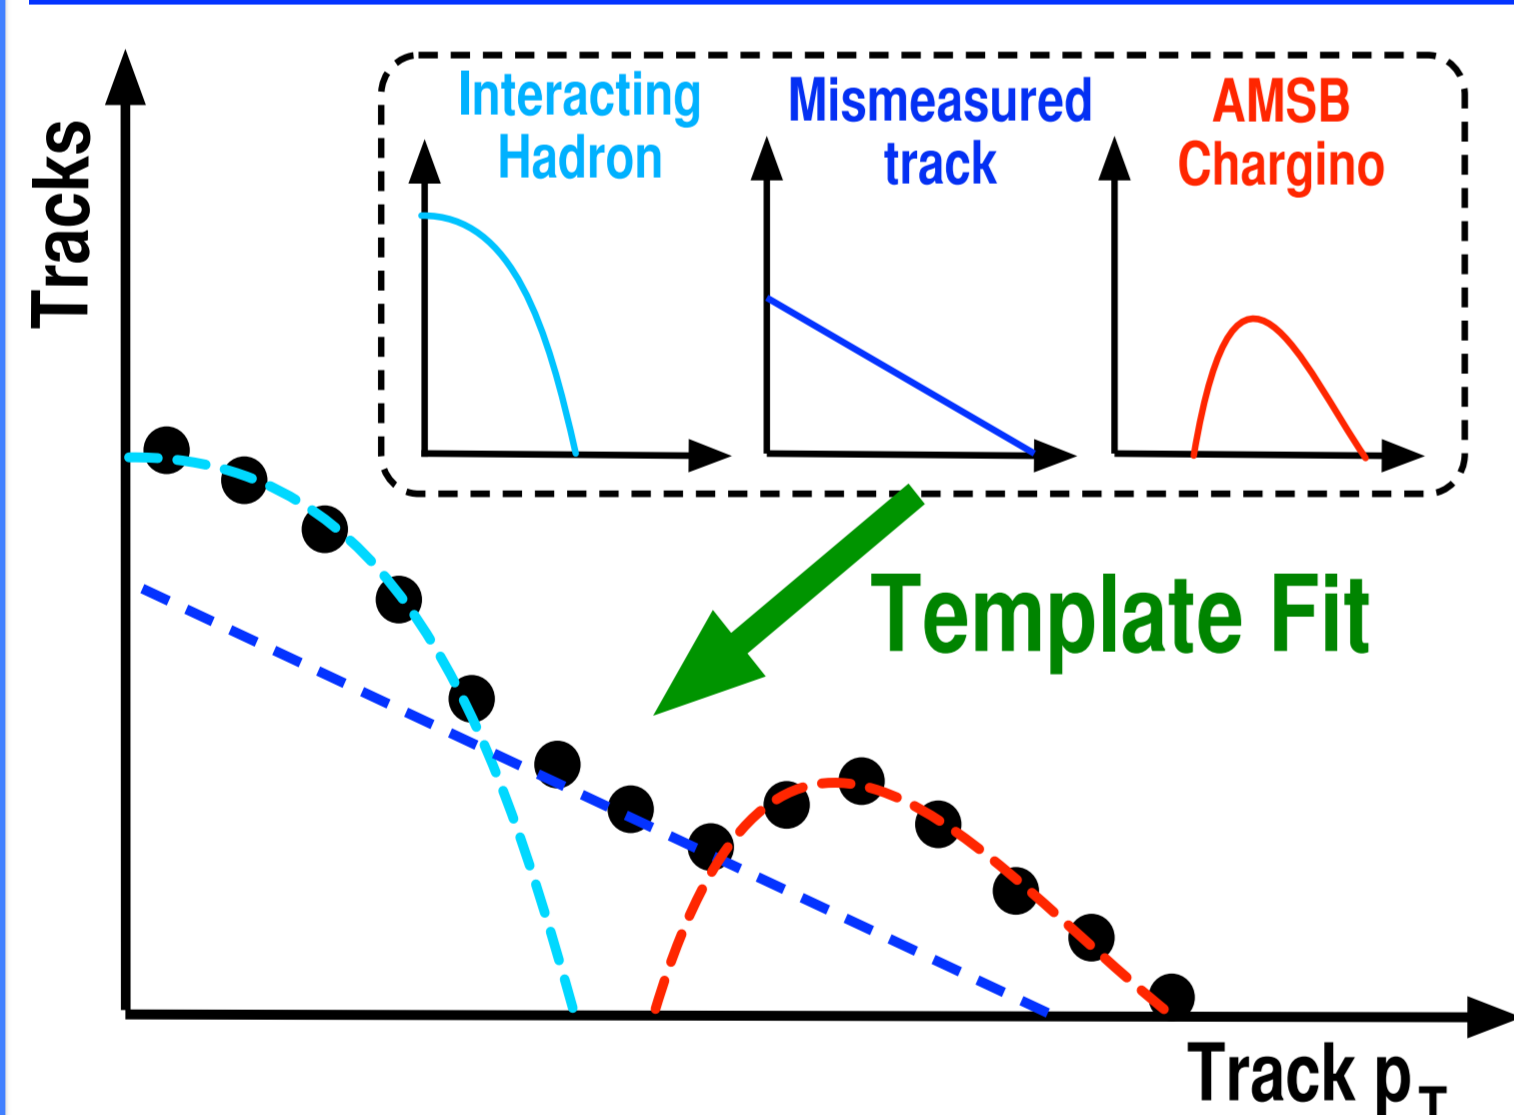 Tracks
Interacting
Hadron
Mismeasured
track
AMSB
Chargino
Template Fit
Track p_T